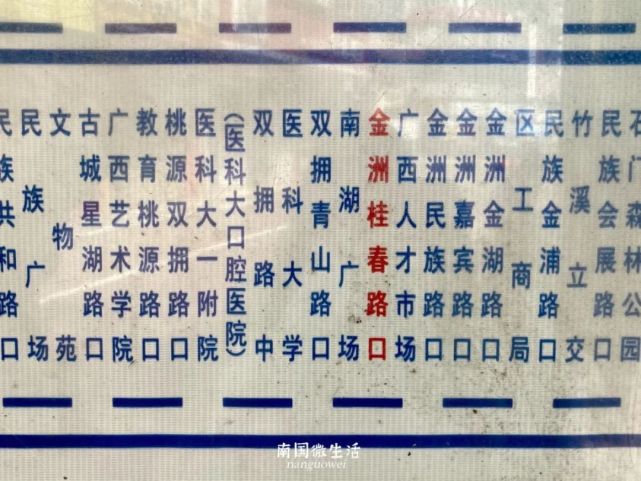 民族共和路口
民族广场
文物苑
古城星湖路口
广西艺术学院
教育桃源路口
桃源双拥路口
医科大一附院
（医科大口腔医院）
双拥路中
医科大学
双拥青山路口
南湖广场
金洲桂春路口
广西人才市场
金洲民族路口
金洲嘉宾路口
金洲金湖路口
区工商局
民族金浦路口
竹溪立交
民族会展路口
石门森林公园
南国微生活
nanguowei